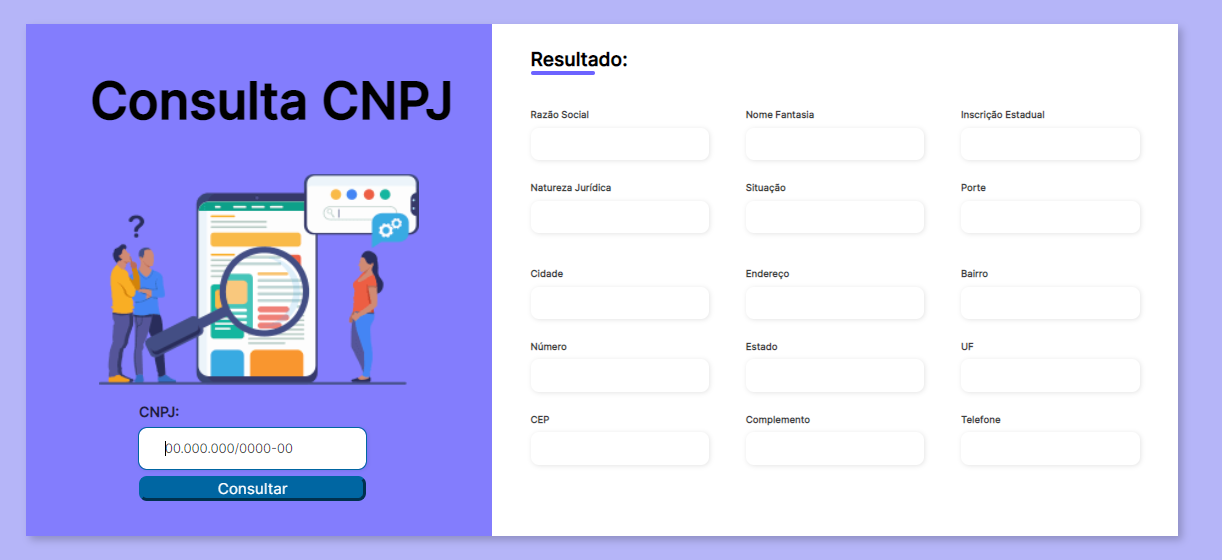 Consulta CNPJ
?
CNPJ:
00.000.000/0000-00
Consultar
Resultado:
Razão Social
Nome Fantasia
Inscrição Estadual
Natureza Jurídica
Situação
Porte
Cidade
Endereço
Bairro
Número
Estado
UF
CEP
Complemento
Telefone